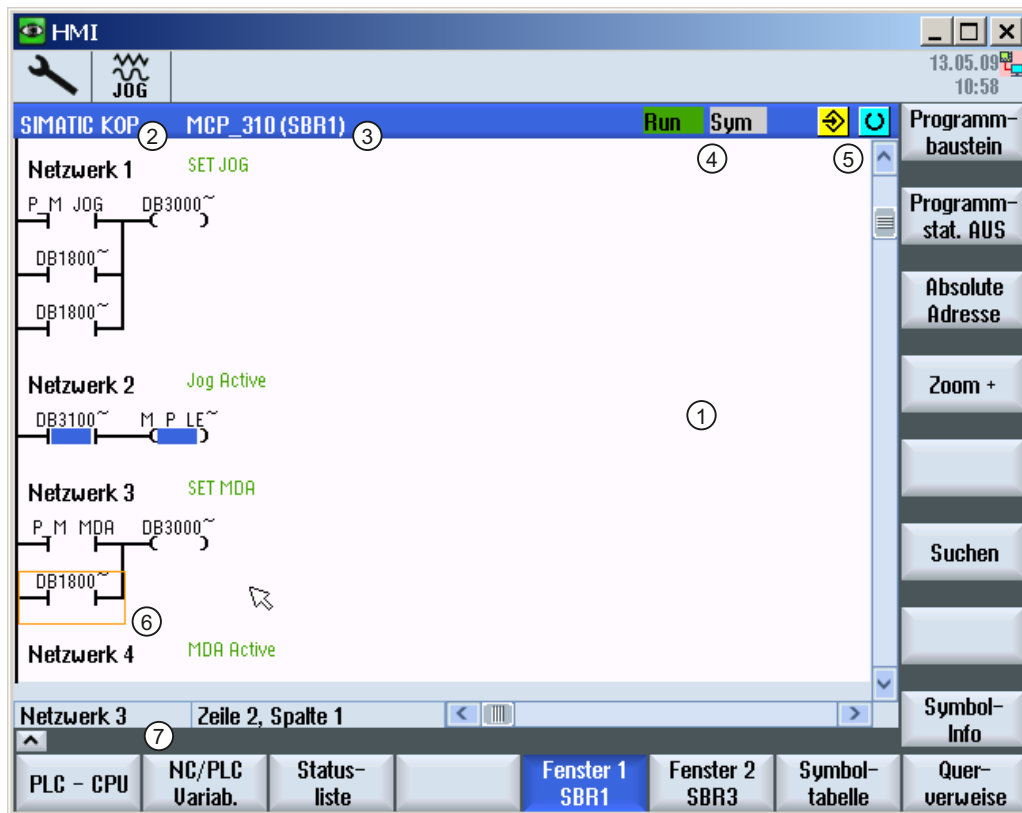 HMI
JOG
13.05.09
10:58
SIMATIC KOP
2
MCP_310 (SBR1)
3
Run
Sym
4
5
Programm-
baustein
Netzwerk 1
SET JOG
P_M JOG
DB3000~
DB1800~
DB1800~
Programm-
stat. AUS
Absolute
Adresse
Netzwerk 2
Jog Active
DB3100~
M_P_LE~
1
Zoom +
Netzwerk 3
SET MDA
P_M MDA
DB3000~
DB1800~
6
Suchen
Netzwerk 4
MDA Active
Netzwerk 3
7
Zeile 2, Spalte 1
Symbol-
Info
PLC - CPU
NC/PLC
Variab.
Status-
liste
Fenster 1
SBR1
Fenster 2
SBR3
Symbol-
tabelle
Quer-
verweise